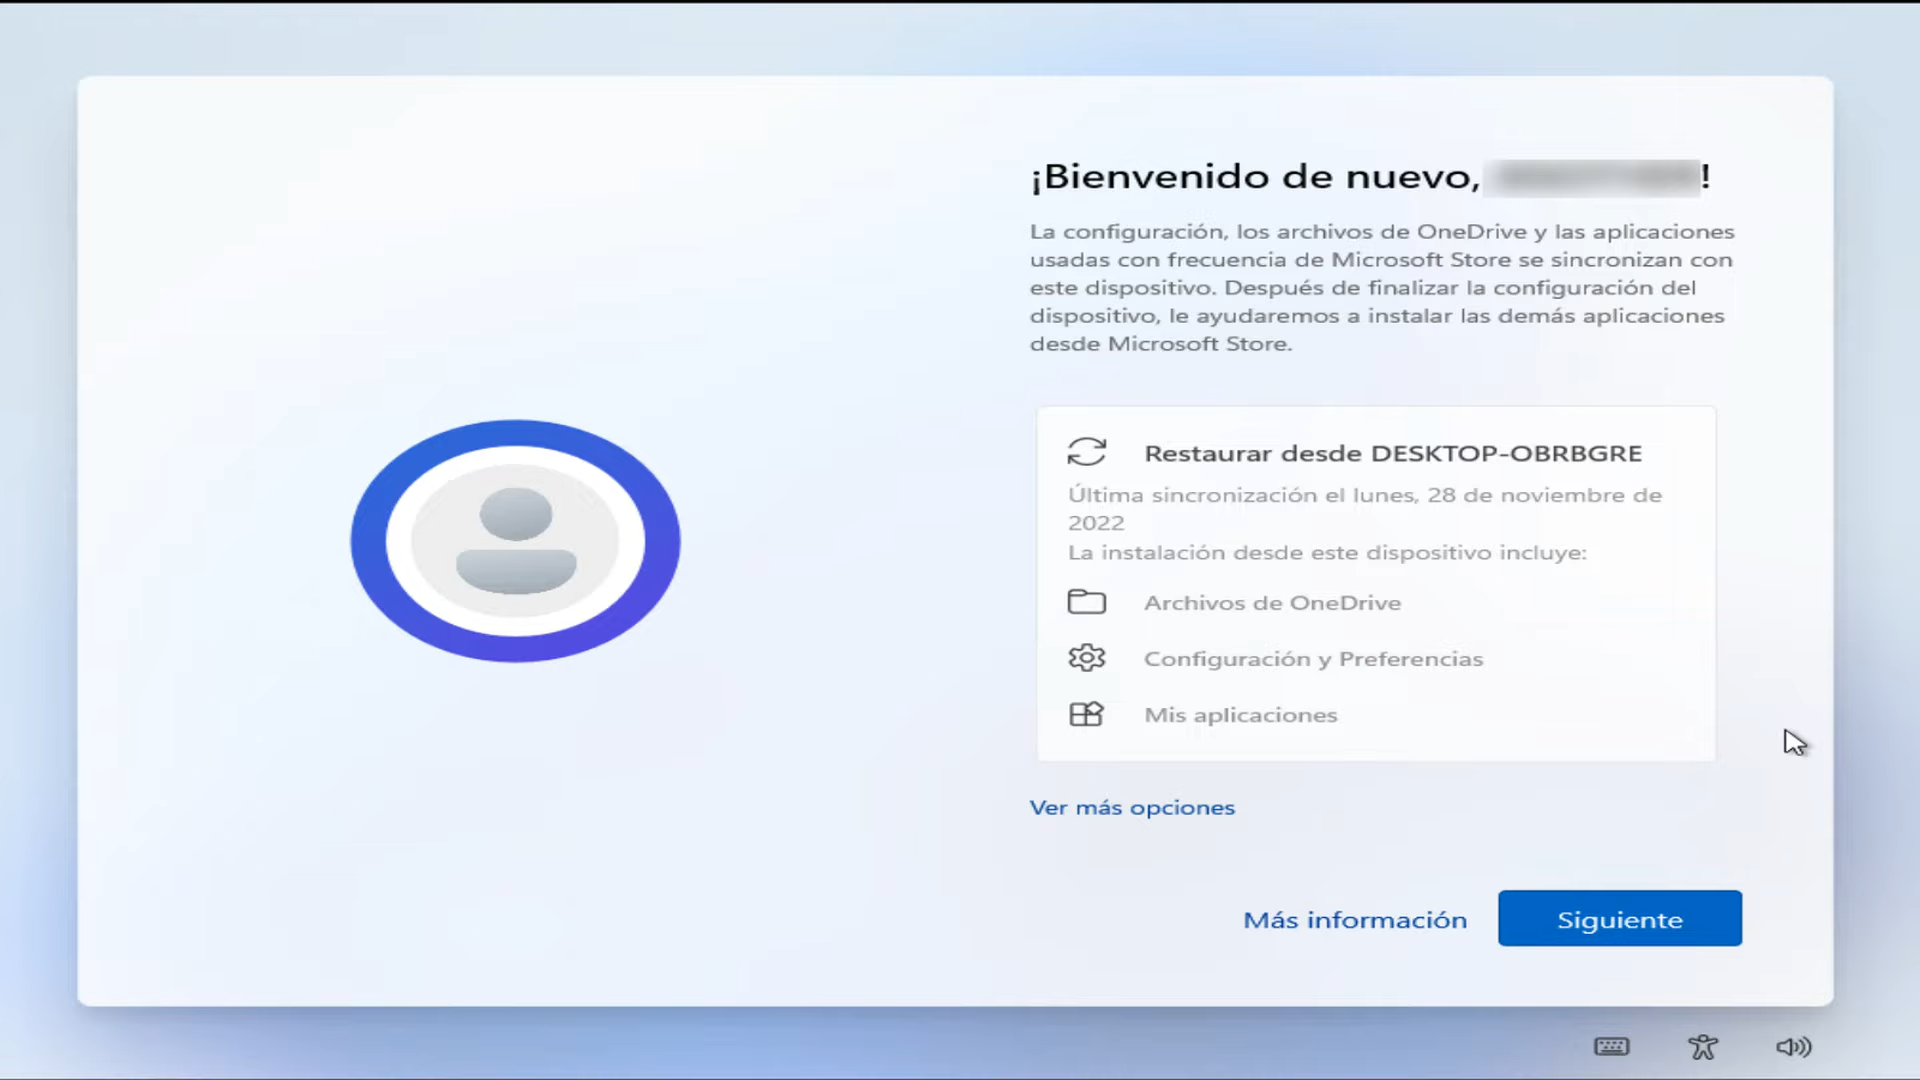 ¡Bienvenido de nuevo, !
La configuración, los archivos de OneDrive y las aplicaciones
usadas con frecuencia de Microsoft Store se sincronizan con
este dispositivo. Después de finalizar la configuración del
dispositivo, le ayudaremos a instalar las demás aplicaciones
desde Microsoft Store.
Restaurar desde DESKTOP-OBRBGRE
Última sincronización el lunes, 28 de noviembre de
2022
La instalación desde este dispositivo incluye:
Archivos de OneDrive
Configuración y Preferencias
Mis aplicaciones
Ver más opciones
Más información
Siguiente